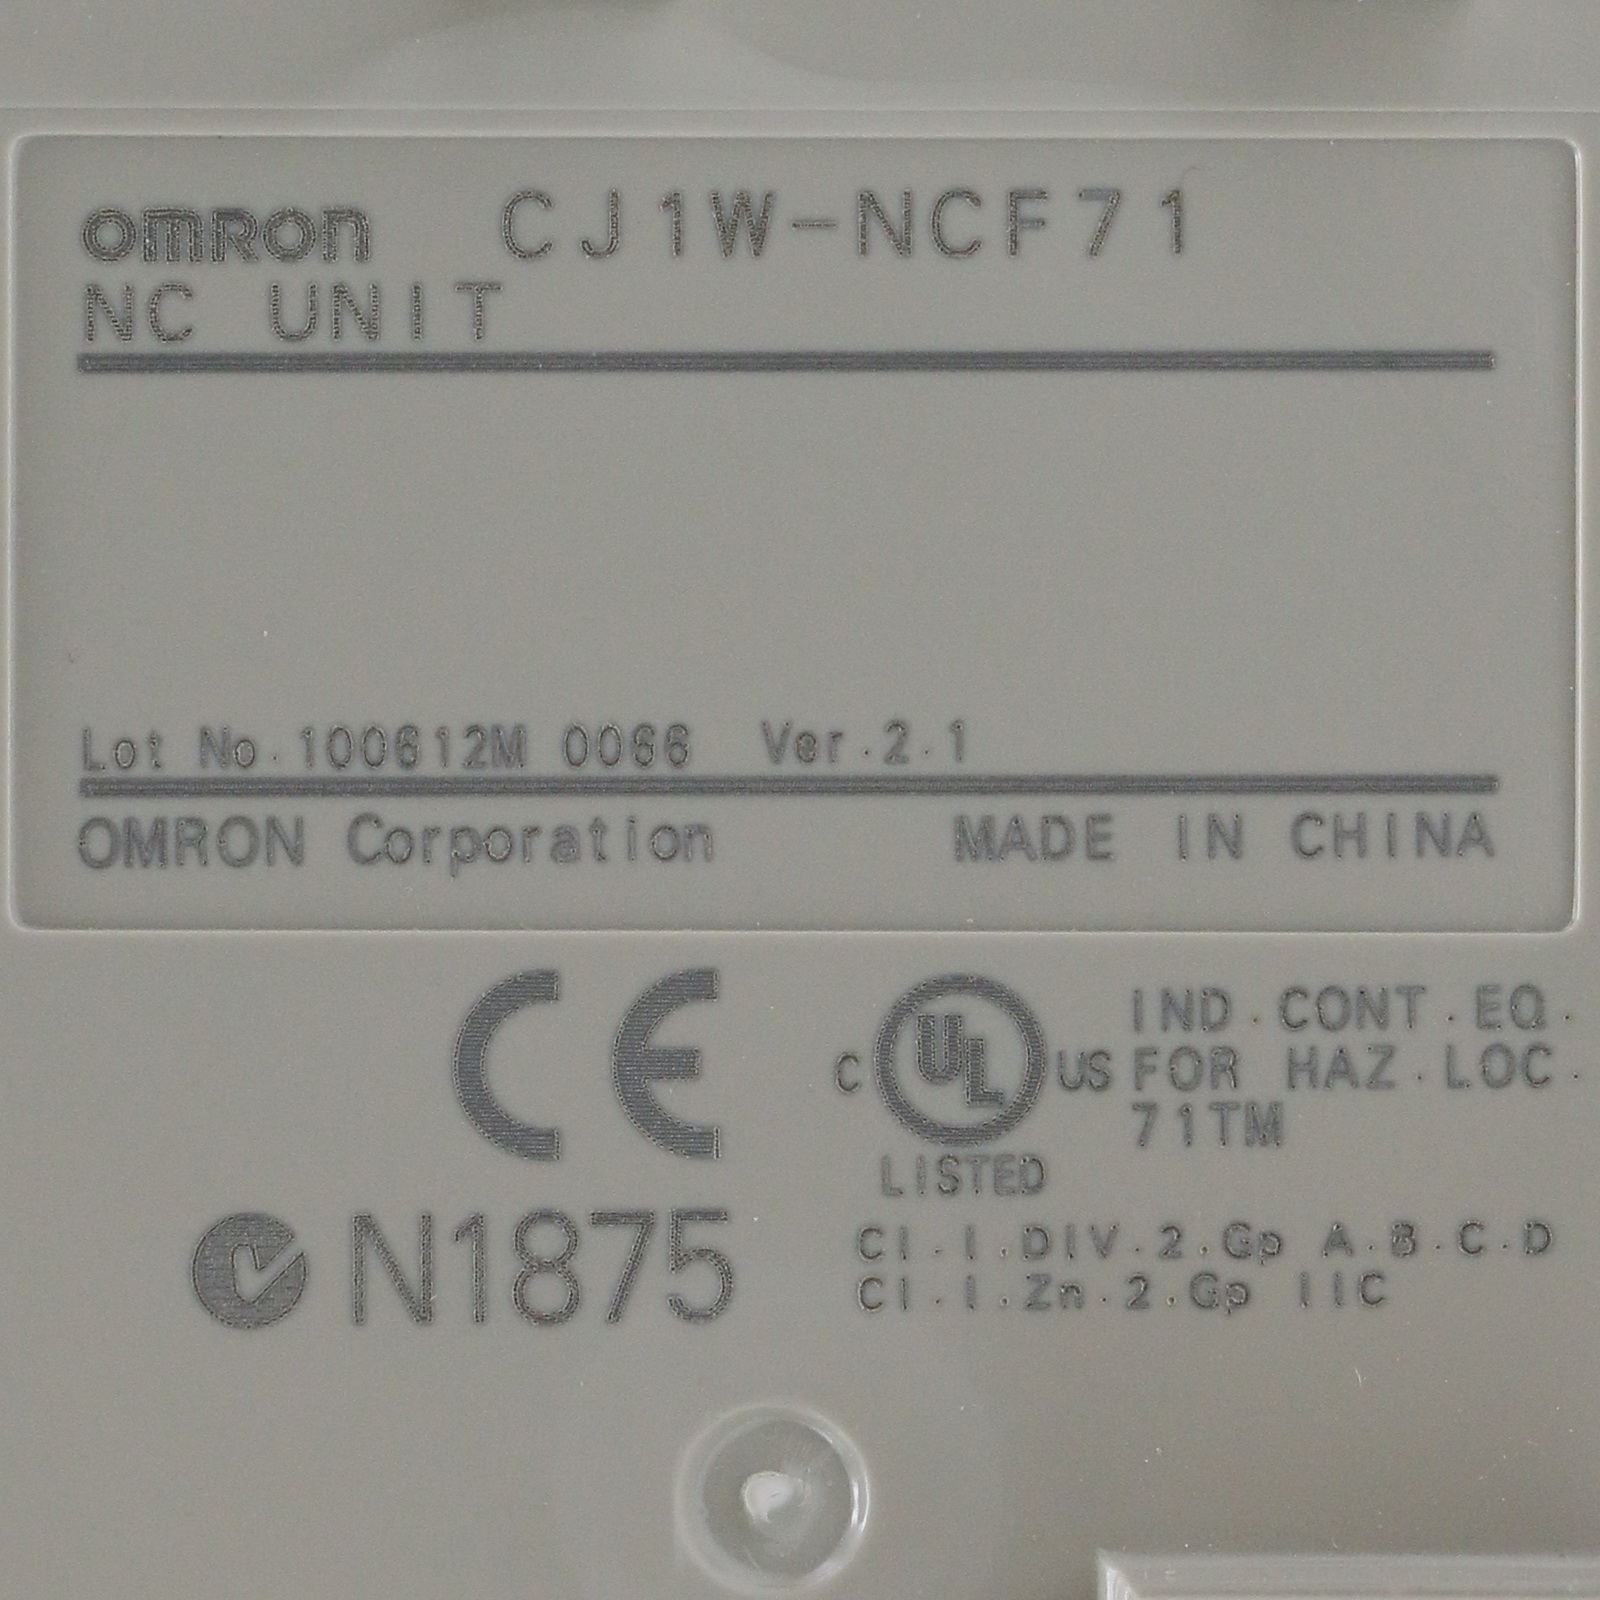 omron CJ1W-NCF71
NC UNIT
Lot No.100612M 0066 Ver.2.1
OMRON Corporation MADE IN CHINA
CE
C UL US
LISTED
IND.CONT.EQ.
FOR HAZ.LOC.
71TM
N1875
Cl.I.DIV.2.Gp A.B.C.D
Cl.I.Zn.2.Gp IIC